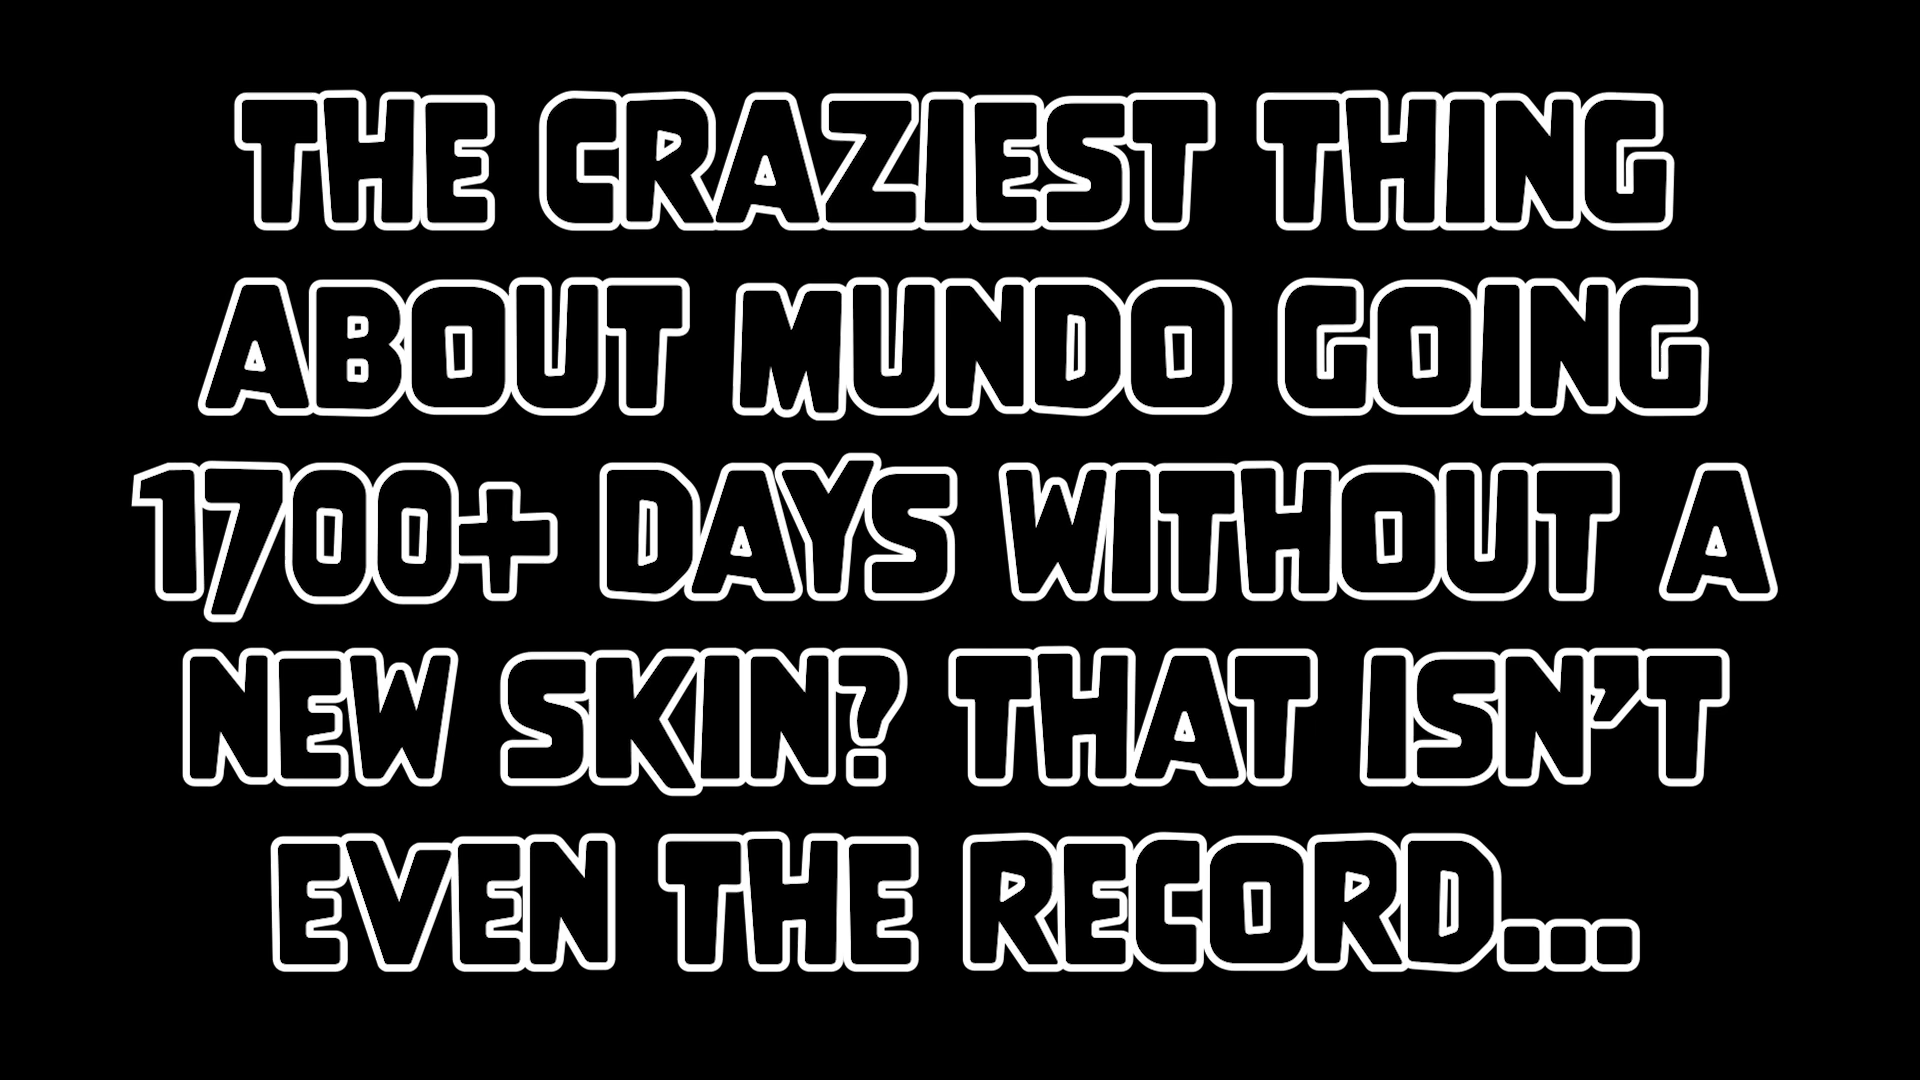 THE CRAZIEST THING
ABOUT MUNDO GOING
1700+ DAYS WITHOUT A
NEW SKIN? THAT ISN'T
EVEN THE RECORD...